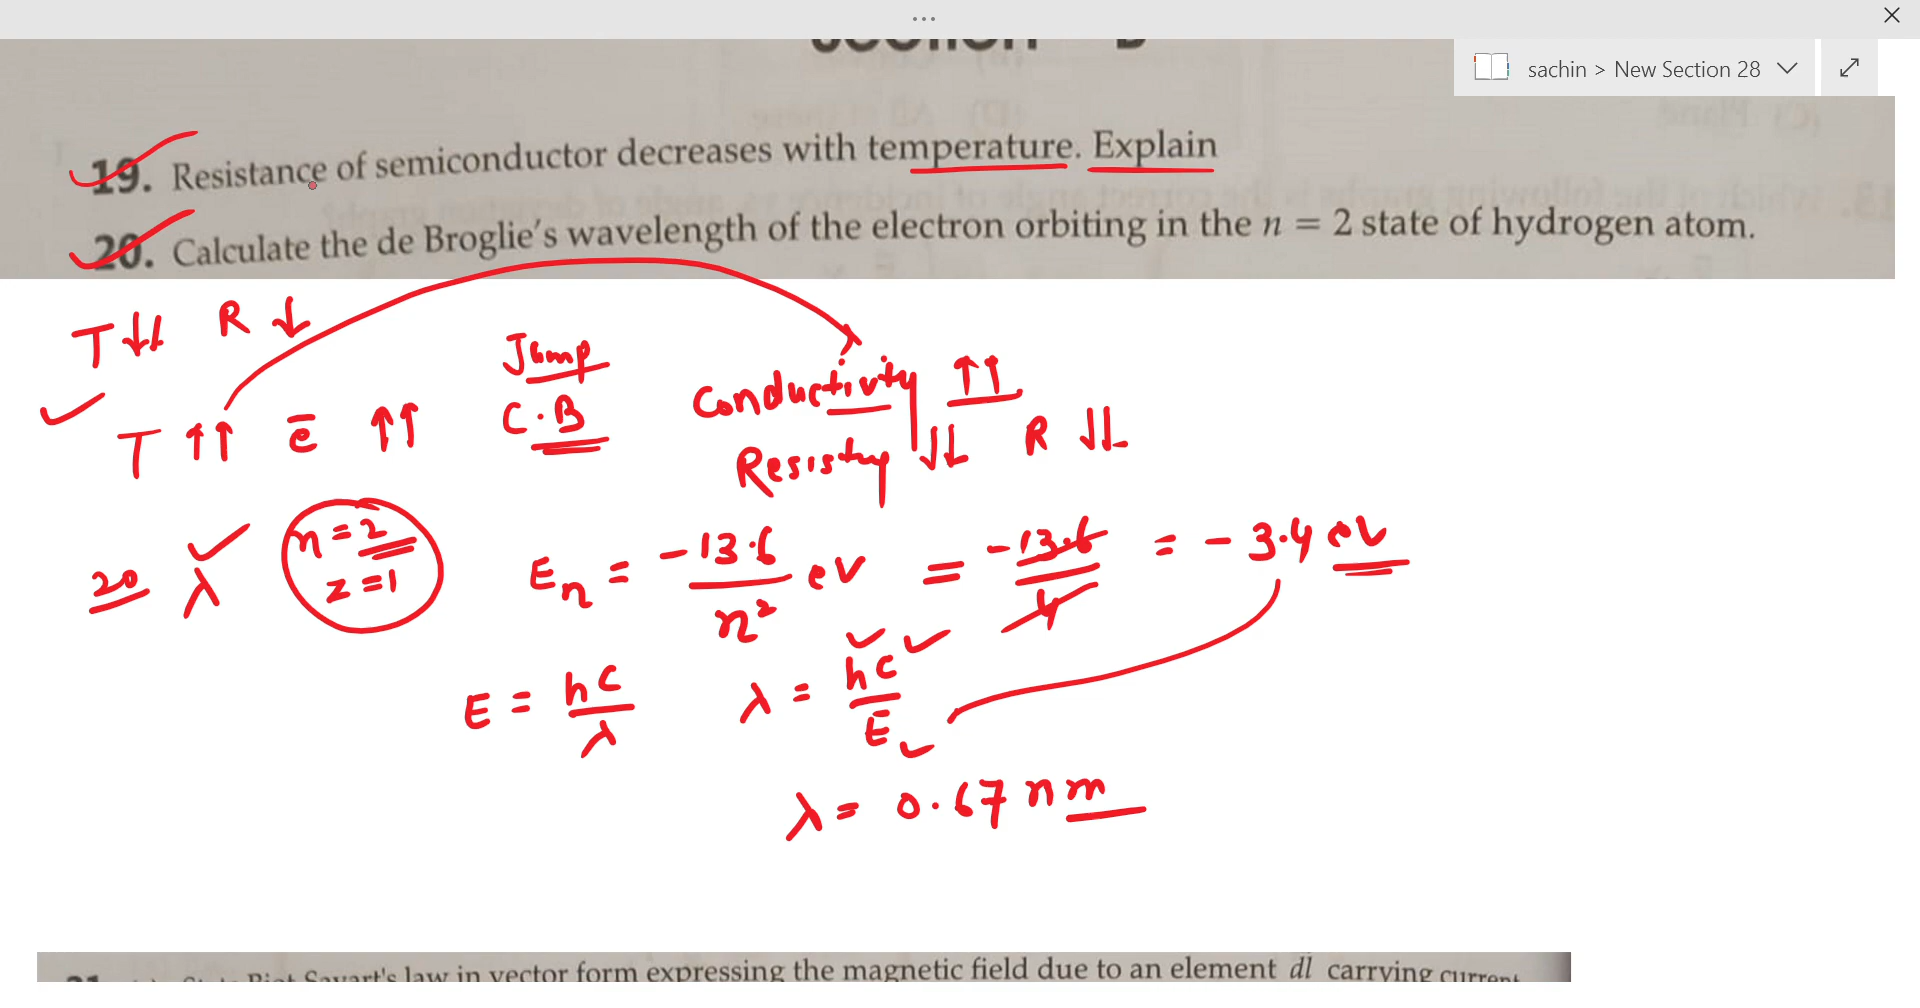 sachin > New Section 28
19. Resistance of semiconductor decreases with temperature. Explain
20. Calculate the de Broglie's wavelength of the electron orbiting in the n = 2 state of hydrogen atom.
T ↓↓ R ↓
T ↑↑ e̅ ↑↑ Jump C.B Conductivity ↑↑
Resistivity ↓↓ R ↓↓
20 λ n = 2 z = 1 En = -13.6/n² eV = -13.6/4 = -3.4 eV
E = hc/λ λ = hc/E
λ = 0.67 nm
Savart's law in vector form expressing the magnetic field due to an element dl carrying current